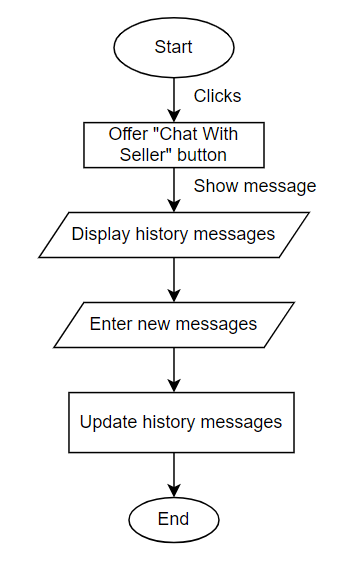 Start
Clicks
Offer "Chat With
Seller" button
Show message
Display history messages
Enter new messages
Update history messages
End